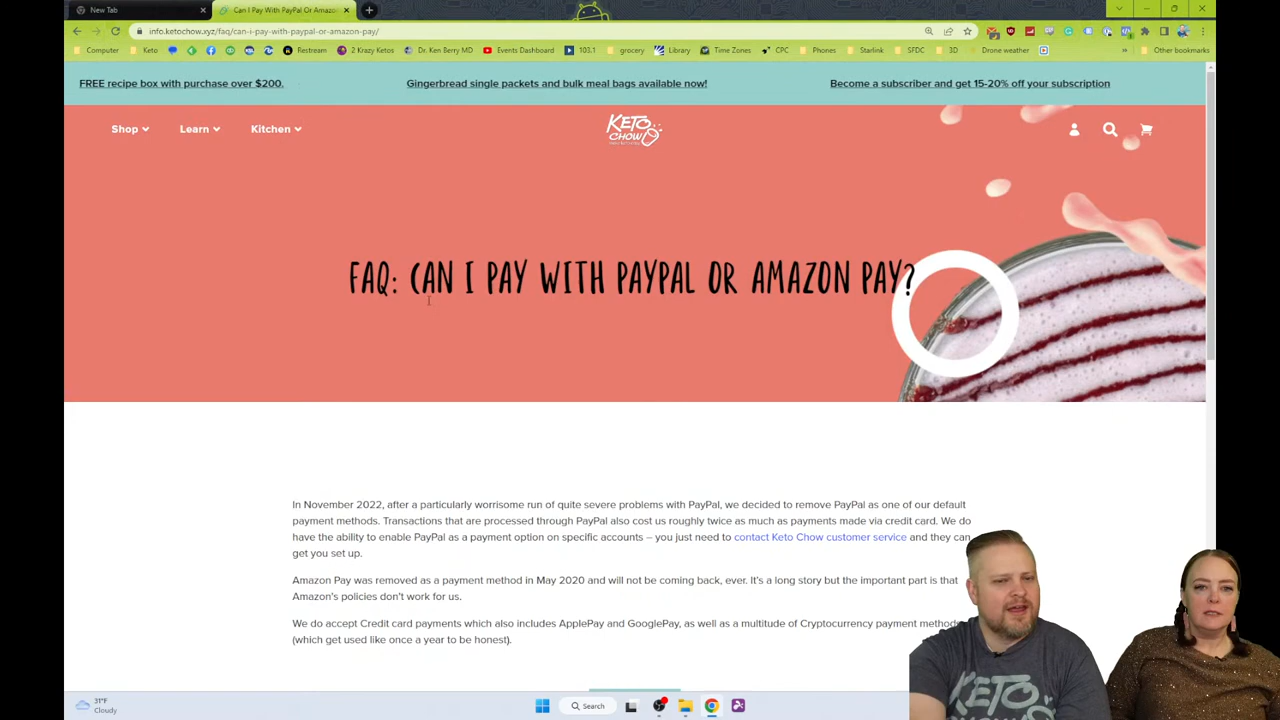 New Tab
Can I Pay With PayPal Or Amazo
info.ketochow.xyz/faq/can-i-pay-with-paypal-or-amazon-pay/
Computer Keto Restream 2 Krazy Ketos Dr. Ken Berry MD Events Dashboard 103.1 grocery Library Time Zones CPC Phones Starlink SFDC 3D Drone weather Other bookmarks
FREE recipe box with purchase over $200. Gingerbread single packets and bulk meal bags available now! Become a subscriber and get 15-20% off your subscription
Shop Learn Kitchen KETO CHOW
FAQ: CAN I PAY WITH PAYPAL OR AMAZON PAY?
In November 2022, after a particularly worrisome run of quite severe problems with PayPal, we decided to remove PayPal as one of our default
payment methods. Transactions that are processed through PayPal also cost us roughly twice as much as payments made via credit card. We do
have the ability to enable PayPal as a payment option on specific accounts – you just need to contact Keto Chow customer service and they can
get you set up.
Amazon Pay was removed as a payment method in May 2020 and will not be coming back, ever. It's a long story but the important part is that
Amazon's policies don't work for us.
We do accept Credit card payments which also includes ApplePay and GooglePay, as well as a multitude of Cryptocurrency payment methods
(which get used like once a year to be honest).
KETO
CHOW
31°F
Cloudy
Search